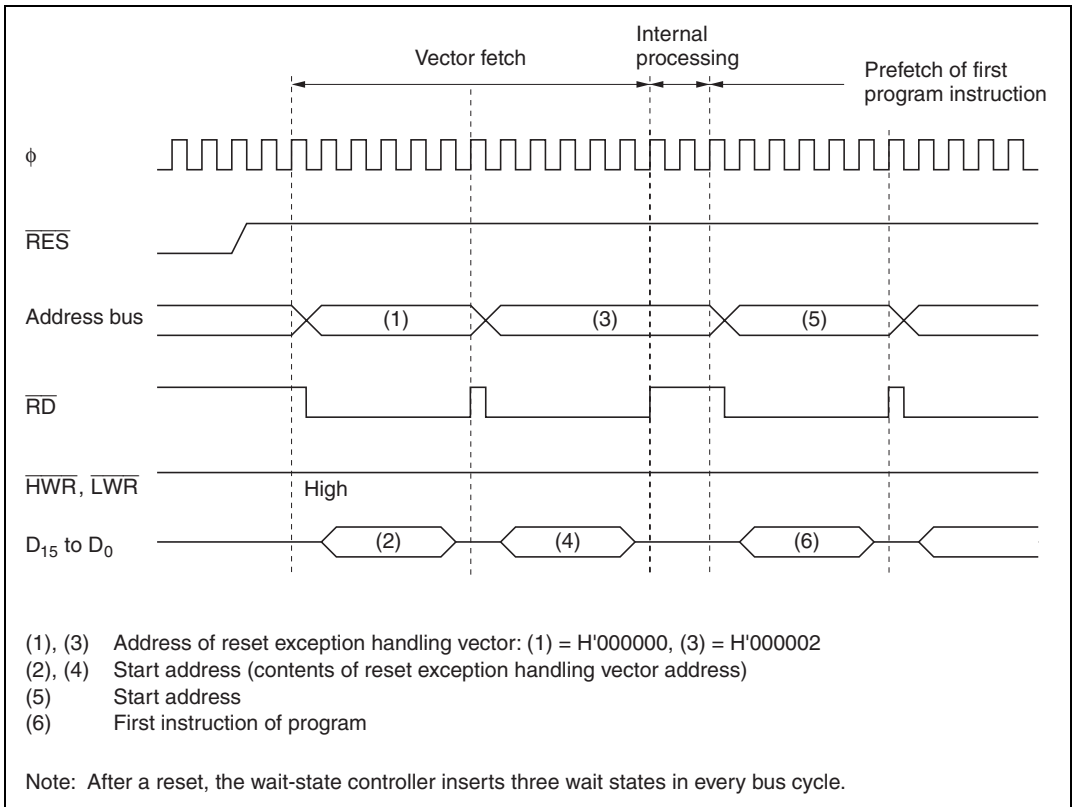 Vector fetch
Internal
processing
Prefetch of first
program instruction
φ
RES
Address bus
(1)
(3)
(5)
RD
HWR, LWR
High
D15 to D0
(2)
(4)
(6)
(1), (3) Address of reset exception handling vector: (1) = H'000000, (3) = H'000002
(2), (4) Start address (contents of reset exception handling vector address)
(5) Start address
(6) First instruction of program
Note: After a reset, the wait-state controller inserts three wait states in every bus cycle.